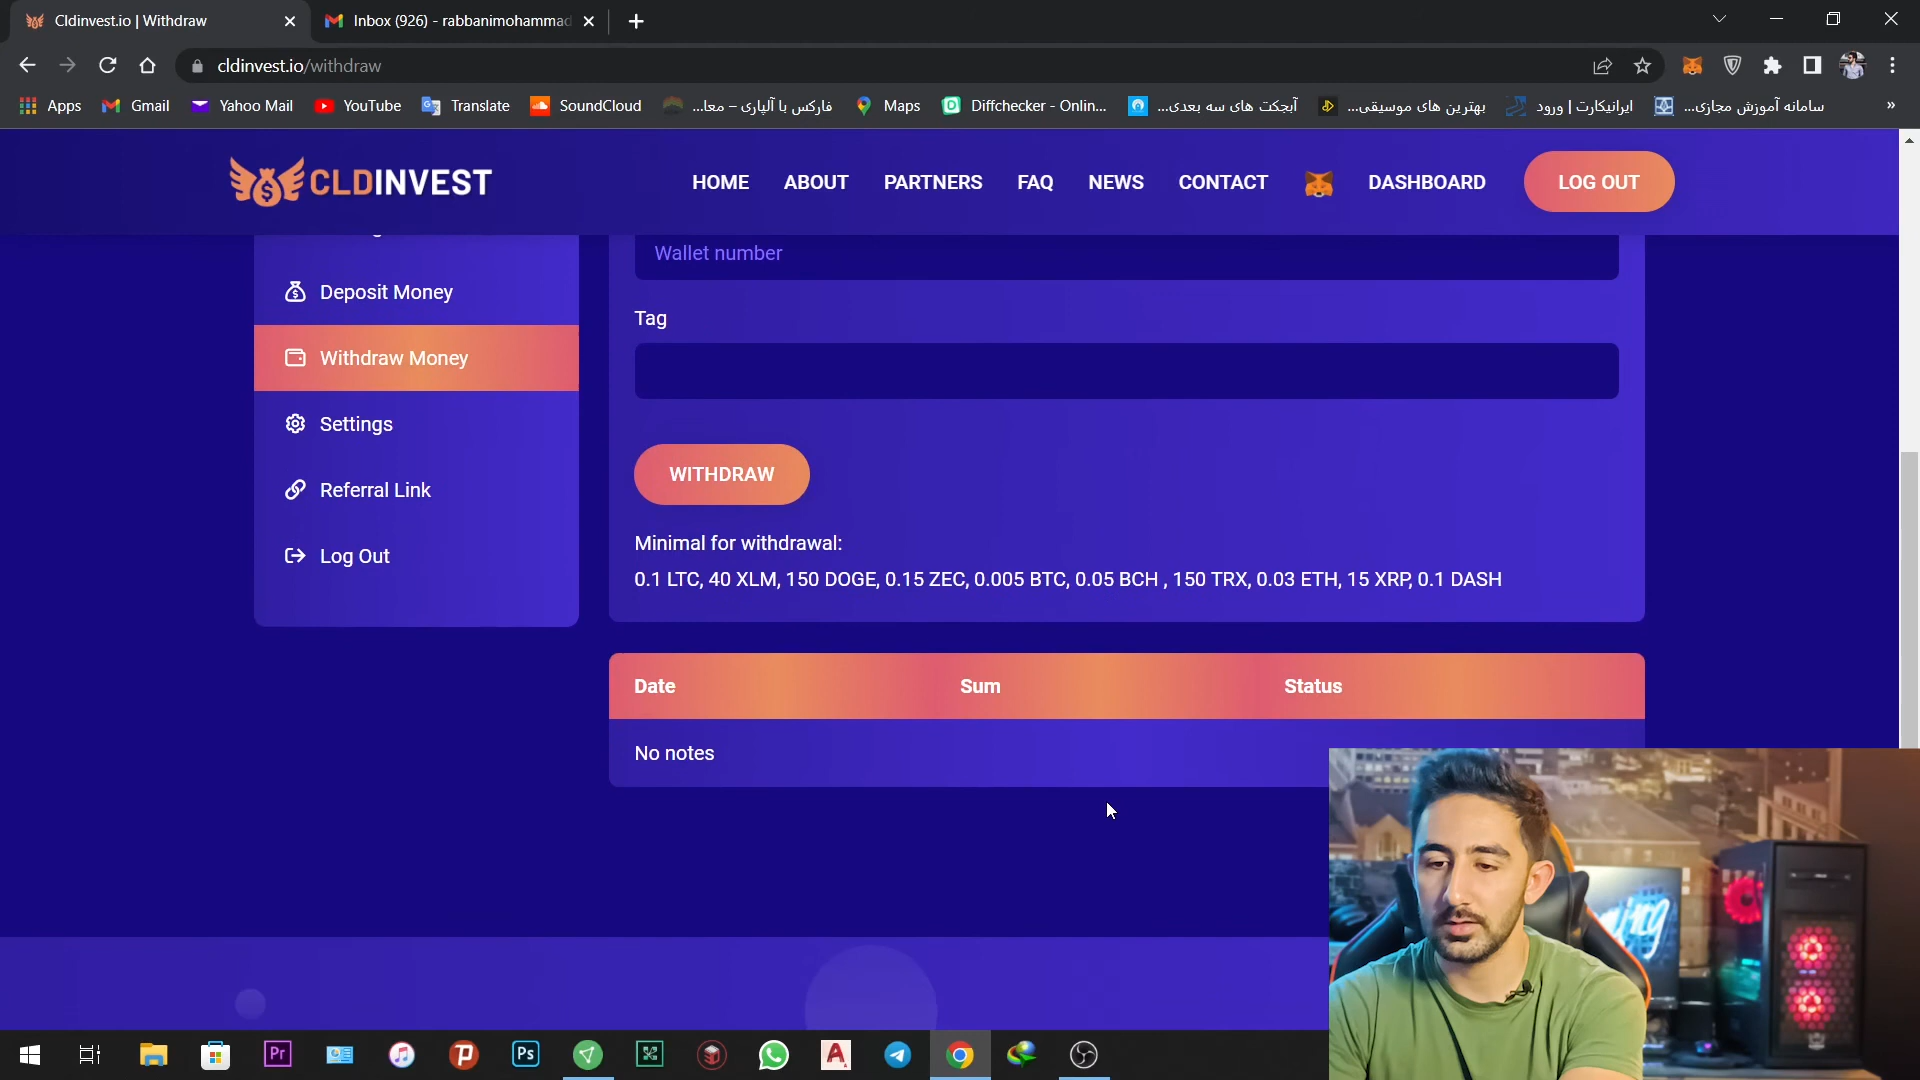 Cldinvest.io | Withdraw
Inbox (926) - rabbanimohammad
cldinvest.io/withdraw
Apps
Gmail
Yahoo Mail
YouTube
Translate
SoundCloud
فارکس با آلپاری – معا...
Maps
Diffchecker - Onlin...
آبجکت های سه بعدی...
بهترین های موسیقی...
ایرانیکارت | ورود
سامانه آموزش مجازی...
»
CLDINVEST
HOME
ABOUT
PARTNERS
FAQ
NEWS
CONTACT
DASHBOARD
LOG OUT
Deposit Money
Withdraw Money
Settings
Referral Link
Log Out
Wallet number
Tag
WITHDRAW
Minimal for withdrawal:
0.1 LTC, 40 XLM, 150 DOGE, 0.15 ZEC, 0.005 BTC, 0.05 BCH , 150 TRX, 0.03 ETH, 15 XRP, 0.1 DASH
Date
Sum
Status
No notes
Pr
Ps